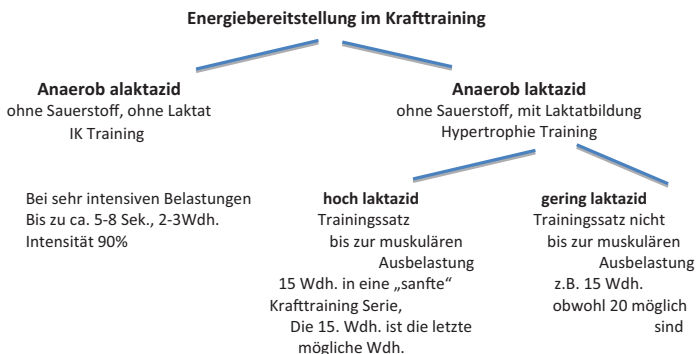 Energiebereitstellung im Krafttraining
Anaerob alaktazid
ohne Sauerstoff, ohne Laktat
IK Training
Anaerob laktazid
ohne Sauerstoff, mit Laktatbildung
Hypertrophie Training
Bei sehr intensiven Belastungen
Bis zu ca. 5-8 Sek., 2-3Wdh.
Intensität 90%
hoch laktazid
Trainingssatz
bis zur muskulären
Ausbelastung
15 Wdh. in eine „sanfte“
Krafttraining Serie,
Die 15. Wdh. ist die letzte
mögliche Wdh.
gering laktazid
Trainingssatz nicht
bis zur muskulären
Ausbelastung
z.B. 15 Wdh.
obwohl 20 möglich
sind